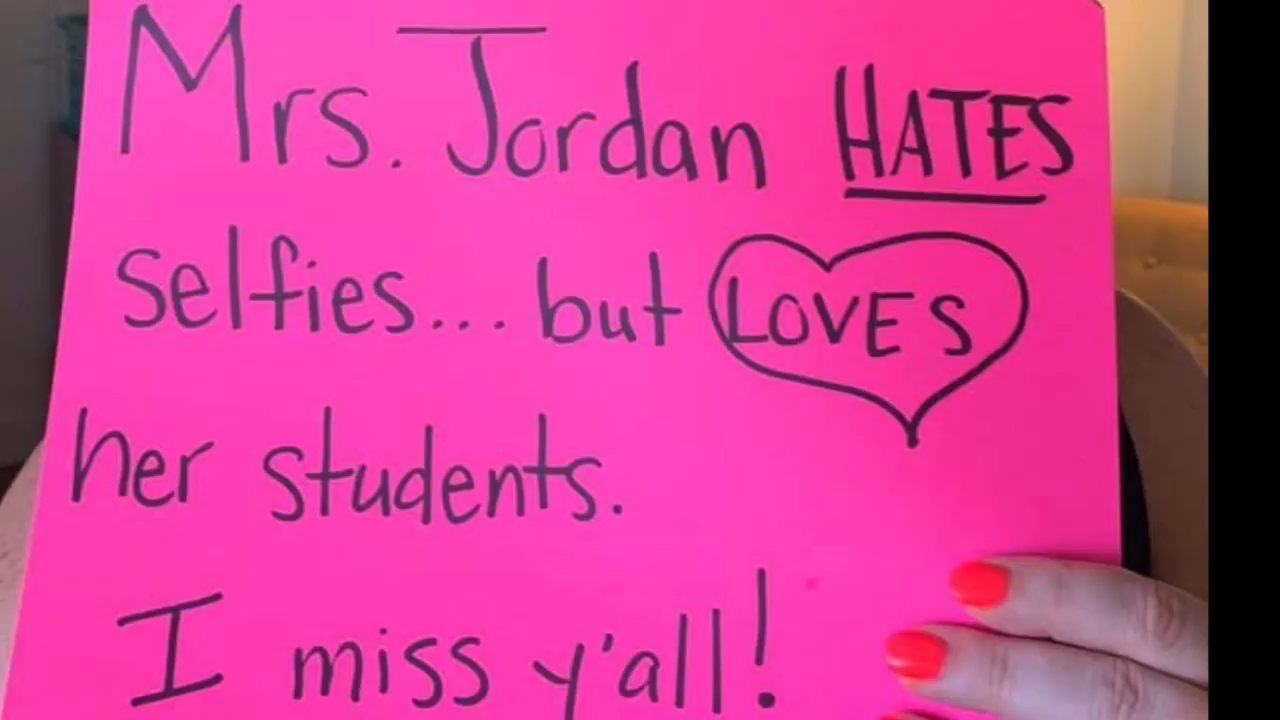 Mrs. Jordan HATES
selfies... but LOVES
her students.
I miss y'all!